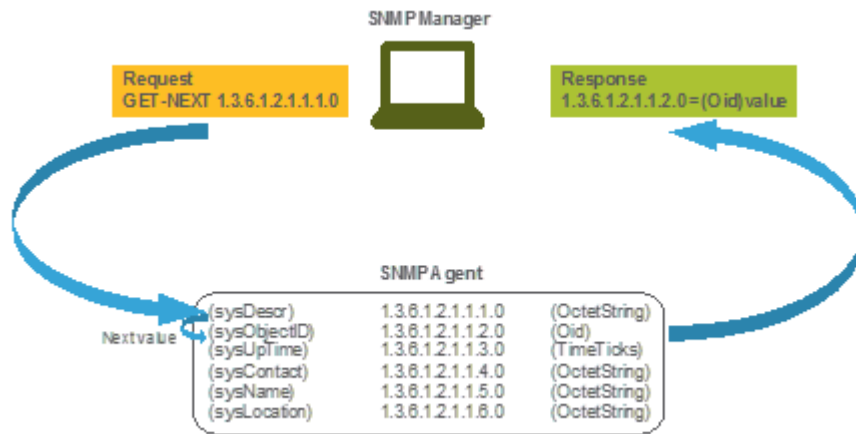 SNMP Manager
Request
GET-NEXT 1.3.6.1.2.1.1.1.0
Response
1.3.6.1.2.1.1.2.0=(Oid)value
SNMP Agent
(sysDescr) 1.3.6.1.2.1.1.1.0 (OctetString)
(sysObjectID) 1.3.6.1.2.1.1.2.0 (Oid)
Next value
(sysUpTime) 1.3.6.1.2.1.1.3.0 (TimeTicks)
(sysContact) 1.3.6.1.2.1.1.4.0 (OctetString)
(sysName) 1.3.6.1.2.1.1.5.0 (OctetString)
(sysLocation) 1.3.6.1.2.1.1.6.0 (OctetString)